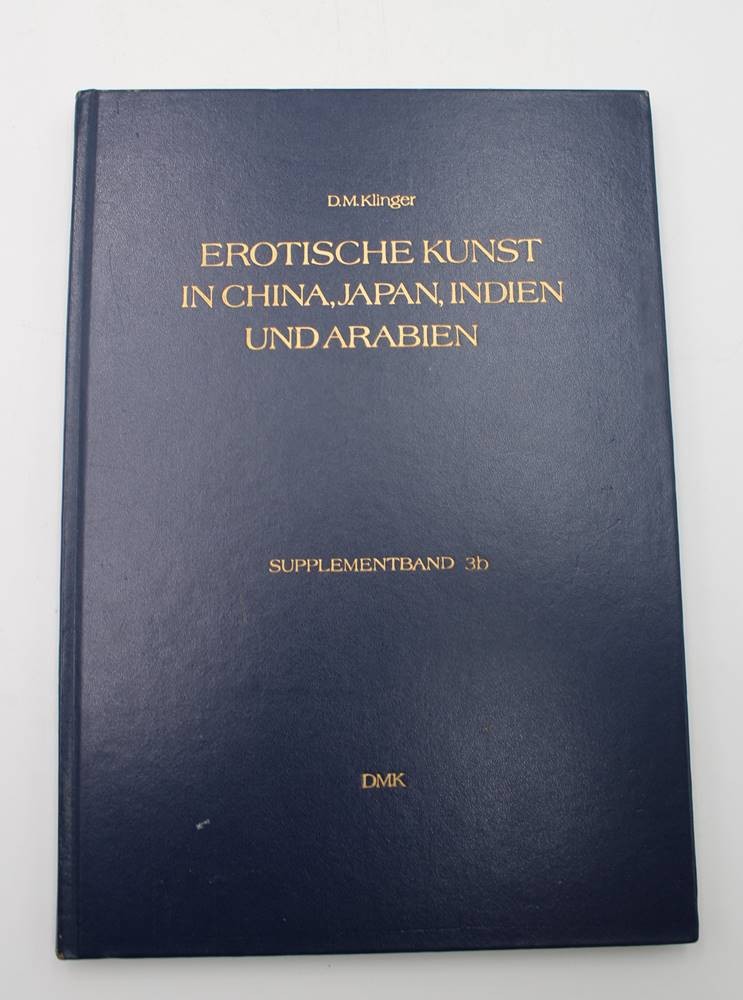 D.M.Klinger
EROTISCHE KUNST
IN CHINA, JAPAN, INDIEN
UND ARABIEN
SUPPLEMENTBAND 3b
DMK